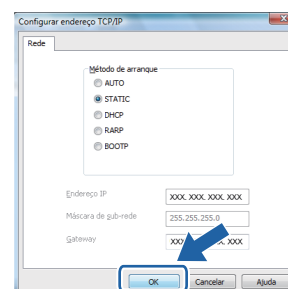 Configurar endereço TCP/IP
Rede
Método de arranque
AUTO
STATIC
DHCP
RARP
BOOTP
Endereço IP XXX. XXX. XXX. XXX
Máscara de sub-rede 255.255.255.0
Gateway XXX
OK Cancelar Ajuda